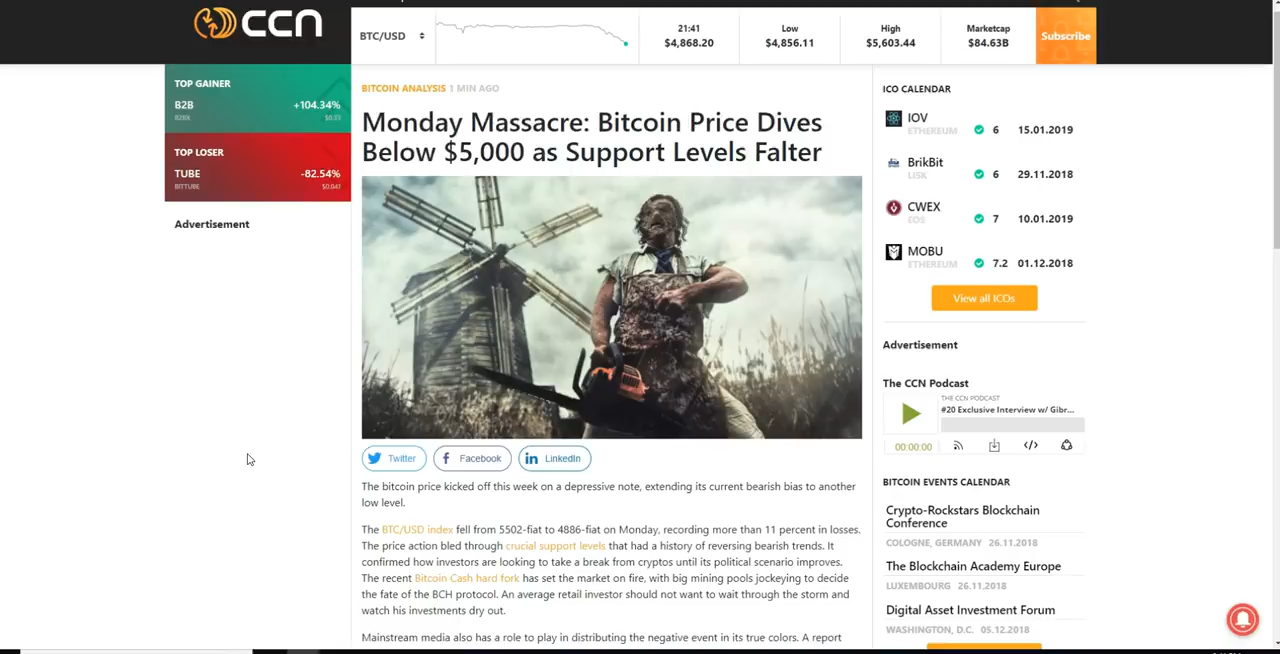 CCN
BTC/USD
21:41
$4,868.20
Low
$4,856.11
High
$5,603.44
Marketcap
$84.63B
Subscribe
TOP GAINER
B2B +104.34%
B2BX $0.33
TOP LOSER
TUBE -82.54%
BITTUBE $0.041
Advertisement
BITCOIN ANALYSIS 1 MIN AGO
Monday Massacre: Bitcoin Price Dives
Below $5,000 as Support Levels Falter
Twitter
Facebook
LinkedIn
The bitcoin price kicked off this week on a depressive note, extending its current bearish bias to another
low level.
The BTC/USD index fell from 5502-fiat to 4886-fiat on Monday, recording more than 11 percent in losses.
The price action bled through crucial support levels that had a history of reversing bearish trends. It
confirmed how investors are looking to take a break from cryptos until its political scenario improves.
The recent Bitcoin Cash hard fork has set the market on fire, with big mining pools jockeying to decide
the fate of the BCH protocol. An average retail investor should not want to wait through the storm and
watch his investments dry out.
Mainstream media also has a role to play in distributing the negative event in its true colors. A report
ICO CALENDAR
IOV
ETHEREUM 6 15.01.2019
BrikBit
LISK 6 29.11.2018
CWEX
EOS 7 10.01.2019
MOBU
ETHEREUM 7.2 01.12.2018
View all ICOs
Advertisement
The CCN Podcast
THE CCN PODCAST
#20 Exclusive Interview w/ Gibr...
00:00:00
BITCOIN EVENTS CALENDAR
Crypto-Rockstars Blockchain
Conference
COLOGNE, GERMANY 26.11.2018
The Blockchain Academy Europe
LUXEMBOURG 26.11.2018
Digital Asset Investment Forum
WASHINGTON, D.C. 05.12.2018